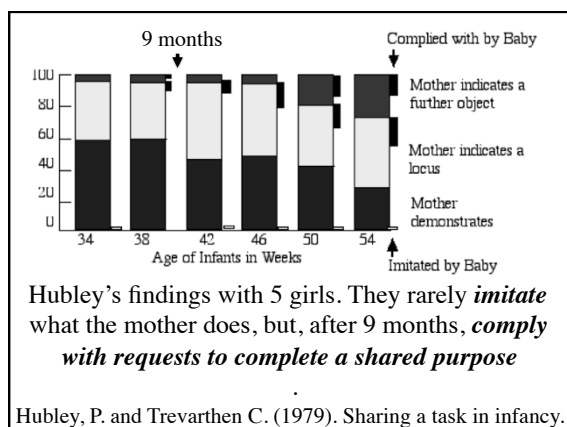 9 months
Complied with by Baby
100
80
60
40
20
0
Mother indicates a
further object
Mother indicates a
locus
Mother
demonstrates
34 38 42 46 50 54
Age of Infants in Weeks
Imitated by Baby
Hubley's findings with 5 girls. They rarely imitate
what the mother does, but, after 9 months, comply
with requests to complete a shared purpose
.
Hubley, P. and Trevarthen C. (1979). Sharing a task in infancy.